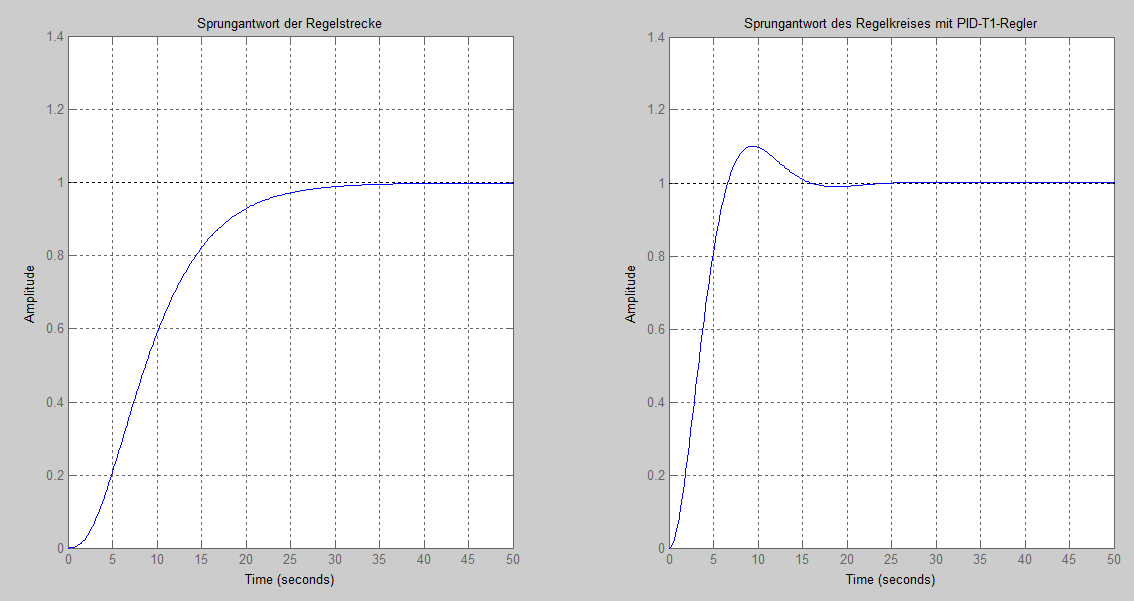 Sprungantwort der Regelstrecke
1.4
1.2
1
0.8
0.6
0.4
0.2
0
Amplitude
0 5 10 15 20 25 30 35 40 45 50
Time (seconds)
Sprungantwort des Regelkreises mit PID-T1-Regler
1.4
1.2
1
0.8
0.6
0.4
0.2
0
Amplitude
0 5 10 15 20 25 30 35 40 45 50
Time (seconds)